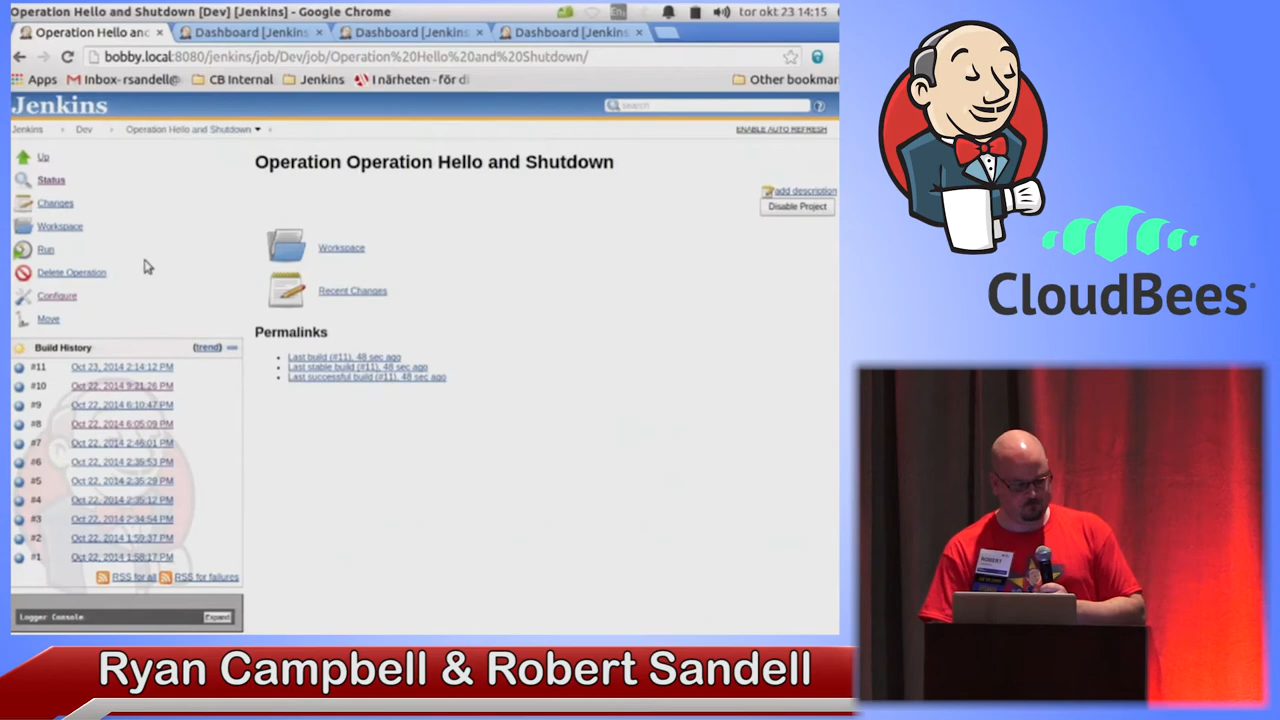 Operation Hello and Shutdown [Dev] [Jenkins] - Google Chrome
En
tor okt 23 14:15
Operation Hello and × Dashboard [Jenkins × Dashboard [Jenkins × Dashboard [Jenkins ×
bobby.local:8080/jenkins/job/Dev/job/Operation%20Hello%20and%20Shutdown/
Apps Inbox- rsandell@ CB Internal Jenkins I närheten - för di Other bookmar
Jenkins
search
Jenkins Dev Operation Hello and Shutdown
ENABLE AUTO REFRESH
Operation Operation Hello and Shutdown
add description
Disable Project
Up
Status
Changes
Workspace
Run
Delete Operation
Configure
Move
Workspace
Recent Changes
Permalinks
Last build (#11), 48 sec ago
Last stable build (#11), 48 sec ago
Last successful build (#11), 48 sec ago
Build History (trend)
#11 Oct 23, 2014 2:14:12 PM
#10 Oct 22, 2014 9:21:26 PM
#9 Oct 22, 2014 6:10:47 PM
#8 Oct 22, 2014 6:05:09 PM
#7 Oct 22, 2014 2:46:01 PM
#6 Oct 22, 2014 2:35:53 PM
#5 Oct 22, 2014 2:35:29 PM
#4 Oct 22, 2014 2:35:12 PM
#3 Oct 22, 2014 2:34:54 PM
#2 Oct 22, 2014 1:59:37 PM
#1 Oct 22, 2014 1:58:17 PM
RSS for all RSS for failures
Logger Console
Expand
CloudBees
ROBERT
Ryan Campbell & Robert Sandell